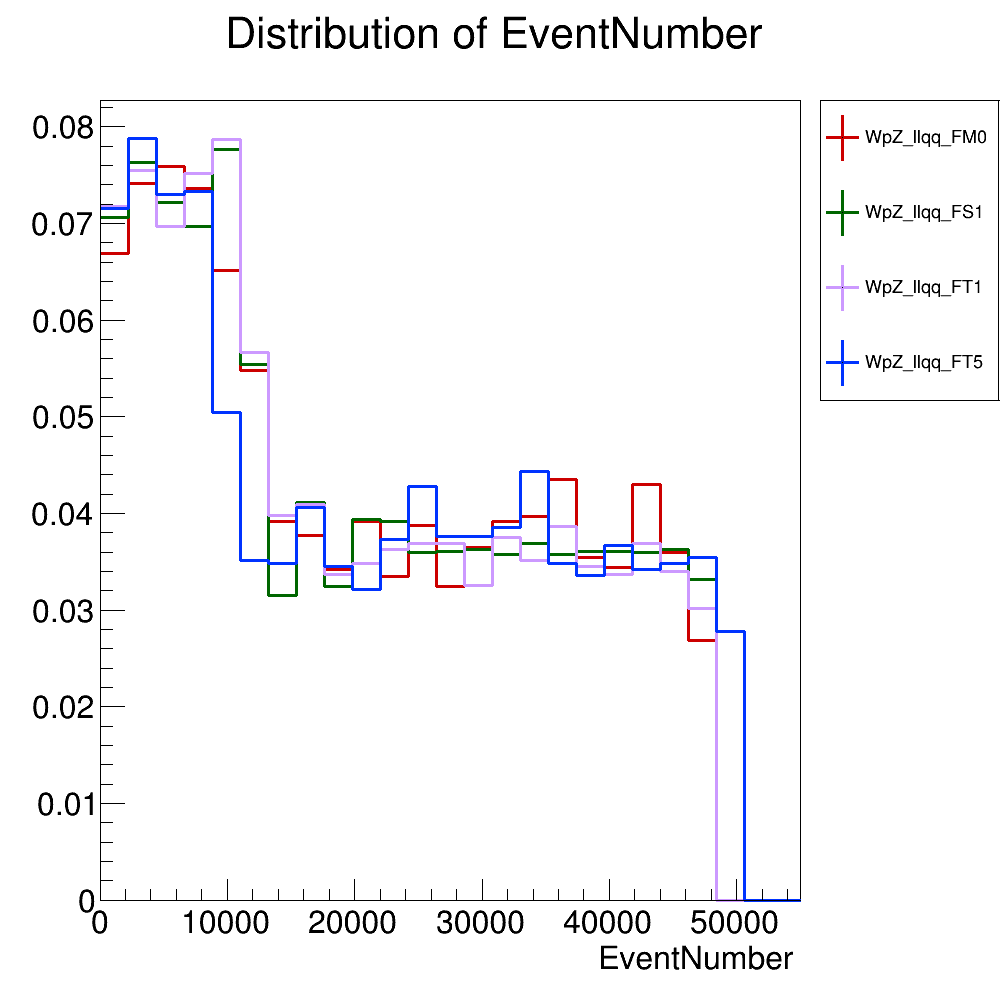 Distribution of EventNumber
0.08
0.07
0.06
0.05
0.04
0.03
0.02
0.01
0
0 10000 20000 30000 40000 50000
EventNumber
WpZ_llqq_FM0
WpZ_llqq_FS1
WpZ_llqq_FT1
WpZ_llqq_FT5